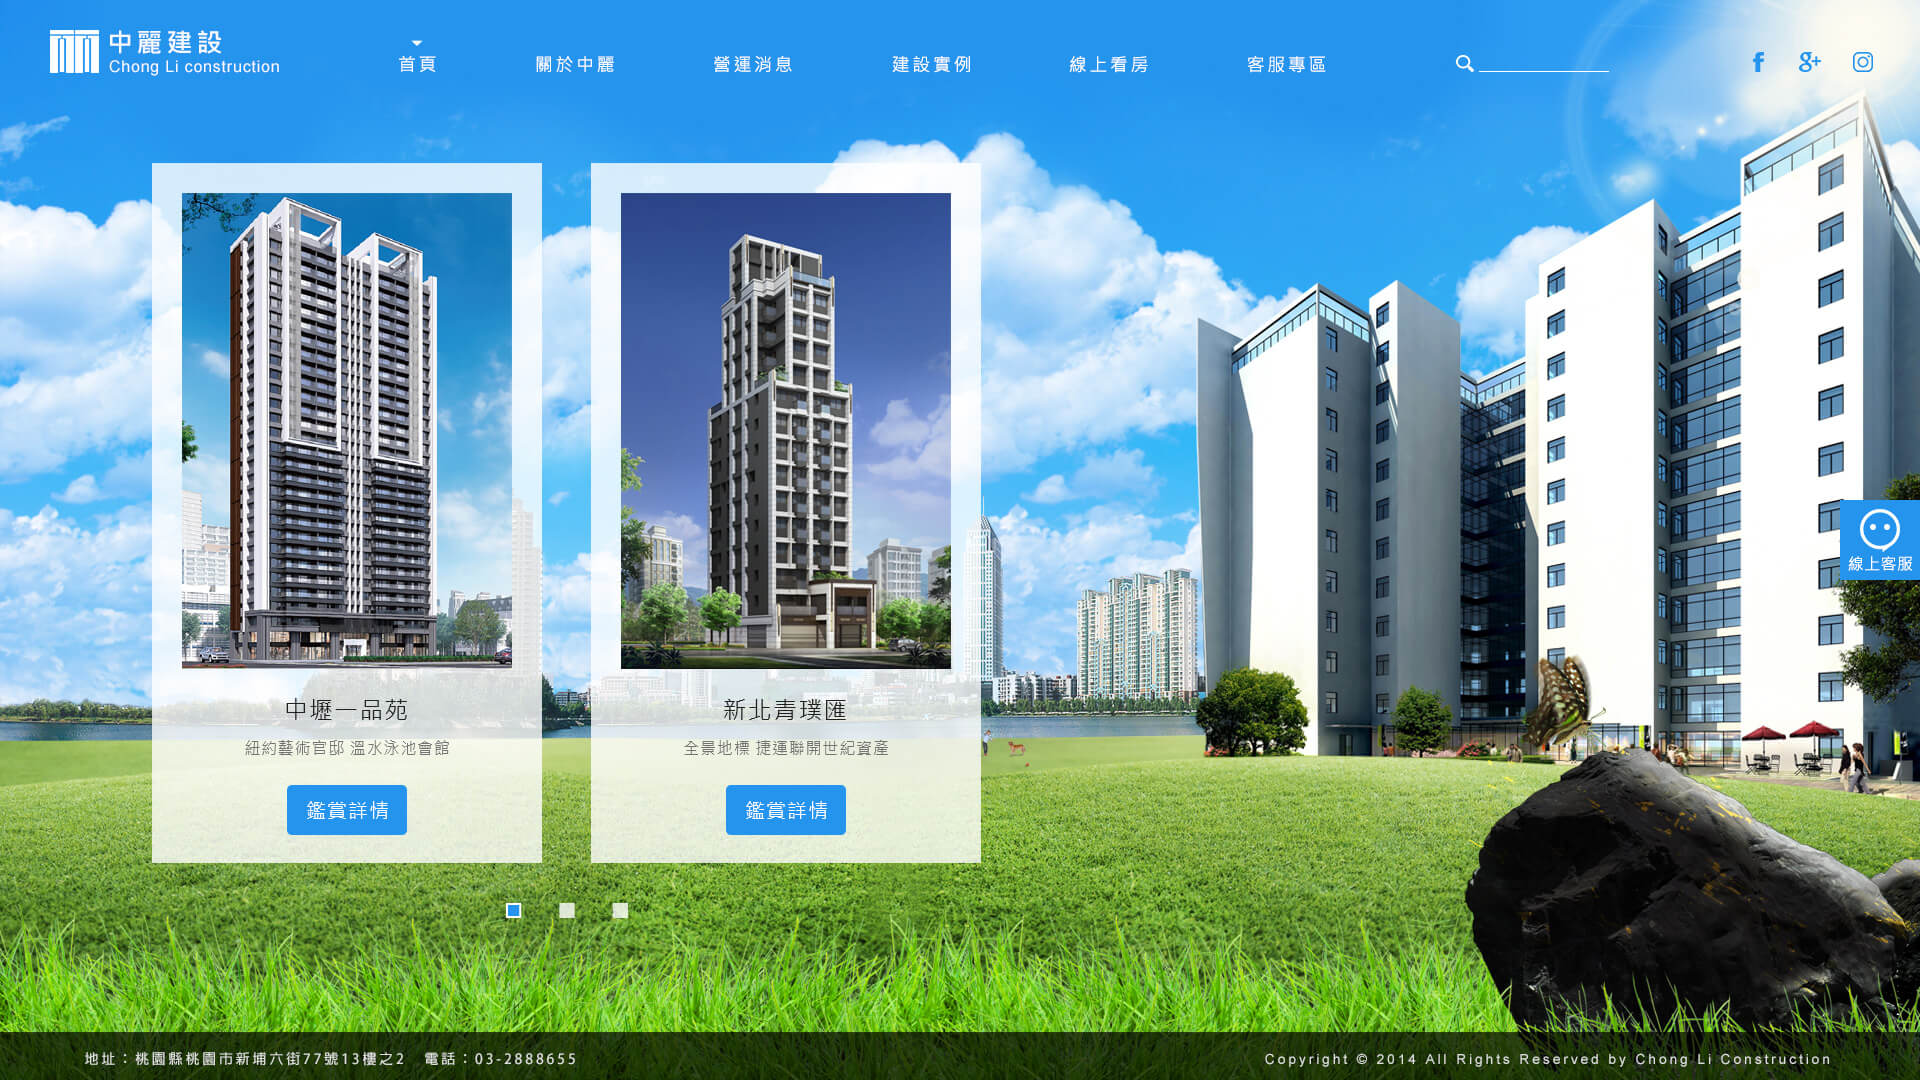 中麗建設
Chong Li construction
首頁
關於中麗
營運消息
建設實例
線上看房
客服專區
中壢一品苑
紐約藝術官邸 溫水泳池會館
鑑賞詳情
新北青璞匯
全景地標 捷運聯開世紀資產
鑑賞詳情
線上客服
地址：桃園縣桃園市新埔六街77號13樓之2 電話：03-2888655
Copyright © 2014 All Rights Reserved by Chong Li Construction